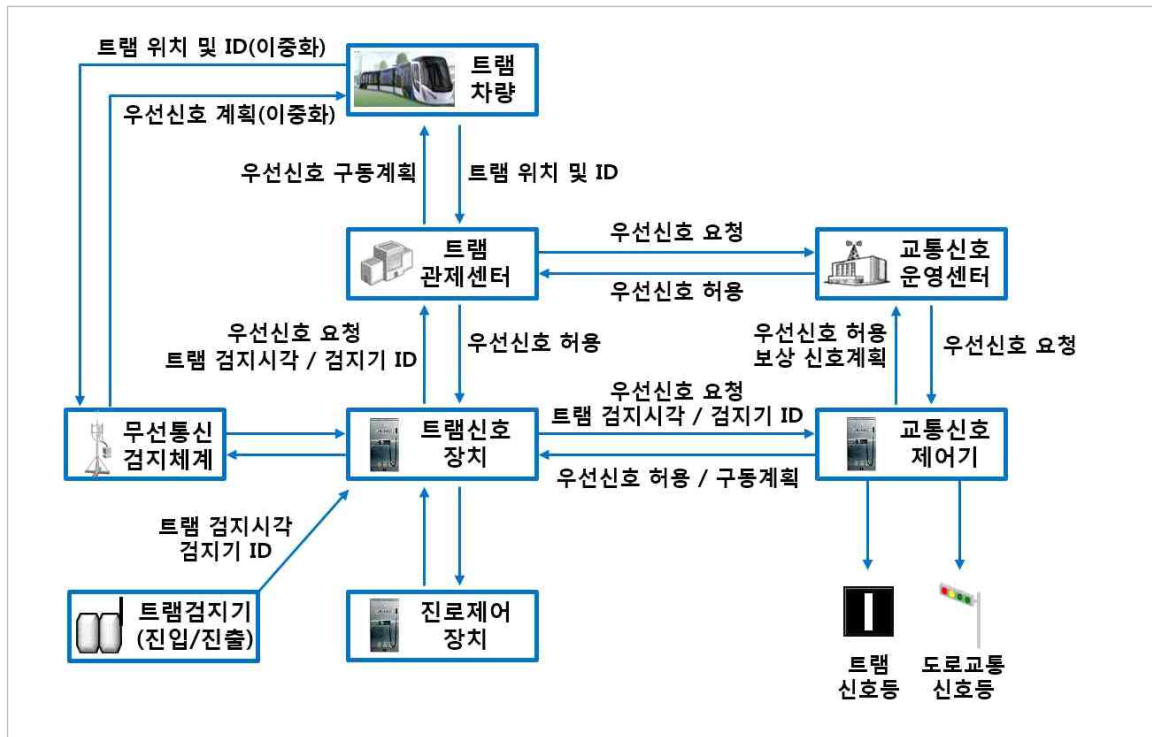 트램 위치 및 ID(이중화)
트램
차량
우선신호 계획(이중화)
우선신호 구동계획
트램 위치 및 ID
트램
관제센터
우선신호 요청
우선신호 허용
교통신호
운영센터
우선신호 요청
트램 검지시각 / 검지기 ID
우선신호 허용
우선신호 허용
보상 신호계획
우선신호 요청
무선통신
검지체계
트램신호
장치
우선신호 요청
트램 검지시각 / 검지기 ID
우선신호 허용 / 구동계획
교통신호
제어기
트램 검지시각
검지기 ID
트램검지기
(진입/진출)
진로제어
장치
트램
신호등
도로교통
신호등